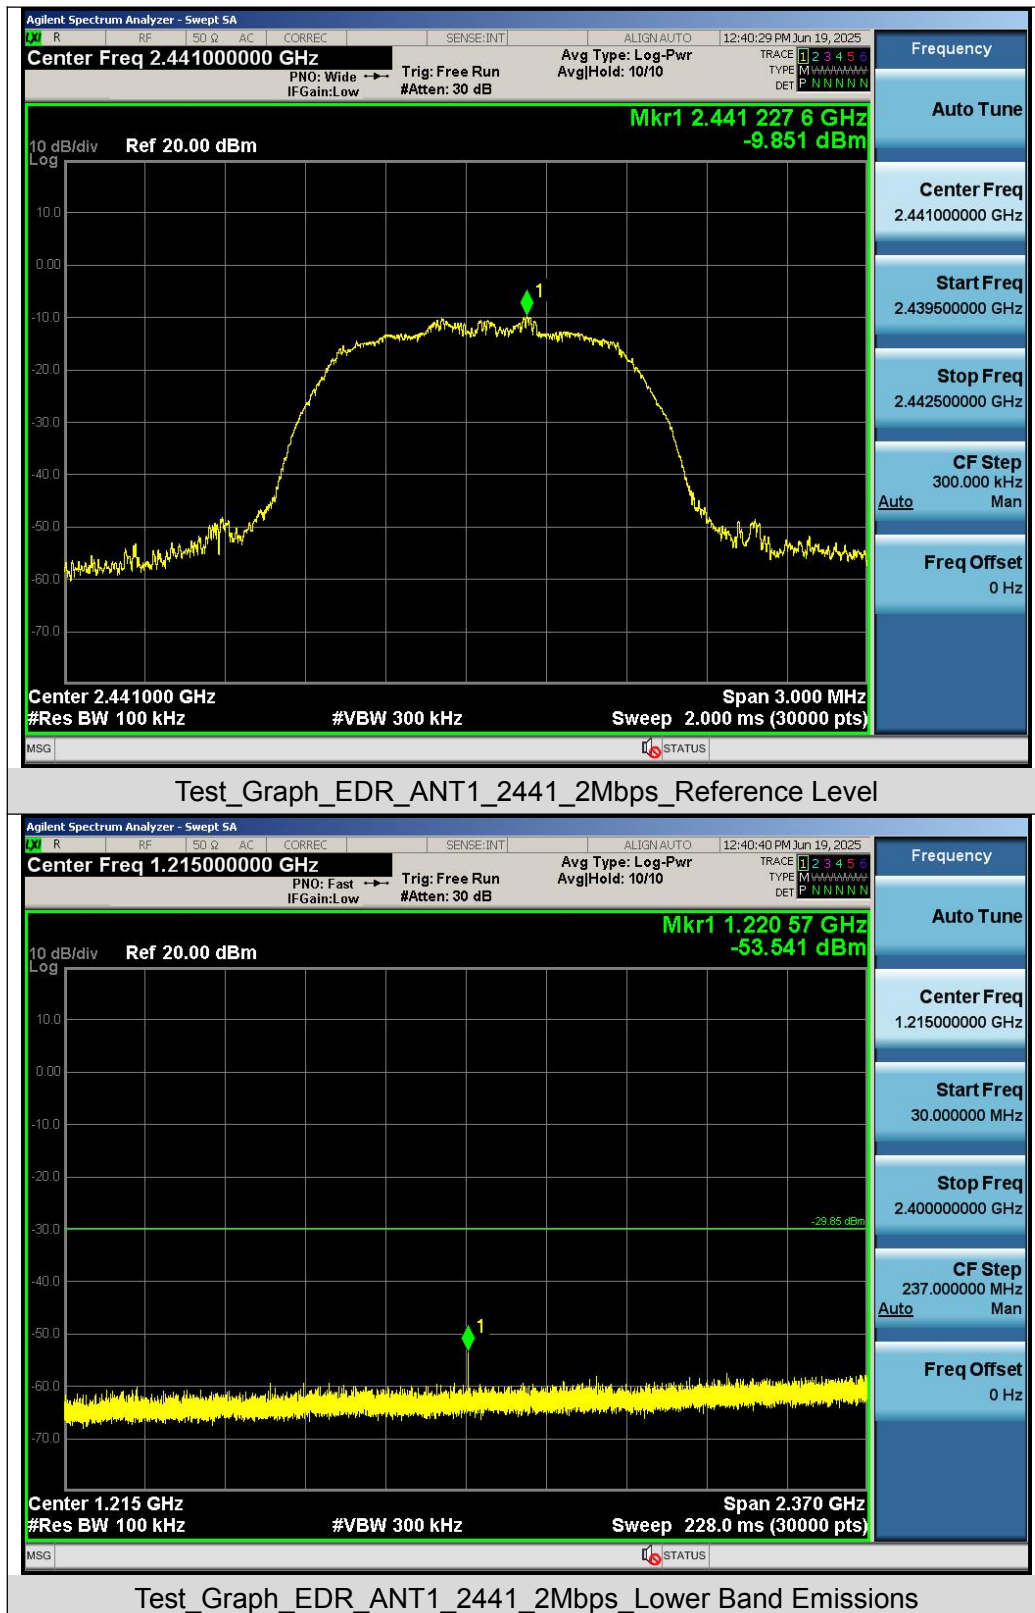 Agilent Spectrum Analyzer - Swept SA
LXI R RF 50 Ω AC CORREC SENSE:INT ALIGN AUTO 12:40:29 PM Jun 19, 2025
Center Freq 2.441000000 GHz
PNO: Wide
IFGain:Low
Trig: Free Run
#Atten: 30 dB
Avg Type: Log-Pwr
Avg|Hold: 10/10
TRACE 1 2 3 4 5 6
TYPE M
DET P N N N N N
Mkr1 2.441 227 6 GHz
-9.851 dBm
10 dB/div Ref 20.00 dBm
Log
10.0
0.00
-10.0
-20.0
-30.0
-40.0
-50.0
-60.0
-70.0
1
Center 2.441000 GHz Span 3.000 MHz
#Res BW 100 kHz #VBW 300 kHz Sweep 2.000 ms (30000 pts)
MSG STATUS
Frequency
Auto Tune
Center Freq
2.441000000 GHz
Start Freq
2.439500000 GHz
Stop Freq
2.442500000 GHz
CF Step
300.000 kHz
Auto Man
Freq Offset
0 Hz
Test_Graph_EDR_ANT1_2441_2Mbps_Reference Level
Agilent Spectrum Analyzer - Swept SA
LXI R RF 50 Ω AC CORREC SENSE:INT ALIGN AUTO 12:40:40 PM Jun 19, 2025
Center Freq 1.215000000 GHz
PNO: Fast
IFGain:Low
Trig: Free Run
#Atten: 30 dB
Avg Type: Log-Pwr
Avg|Hold: 10/10
TRACE 1 2 3 4 5 6
TYPE M
DET P N N N N N
Mkr1 1.220 57 GHz
-53.541 dBm
10 dB/div Ref 20.00 dBm
Log
10.0
0.00
-10.0
-20.0
-30.0
-40.0
-50.0
-60.0
-70.0
-29.85 dBm
1
Center 1.215 GHz Span 2.370 GHz
#Res BW 100 kHz #VBW 300 kHz Sweep 228.0 ms (30000 pts)
MSG STATUS
Frequency
Auto Tune
Center Freq
1.215000000 GHz
Start Freq
30.000000 MHz
Stop Freq
2.400000000 GHz
CF Step
237.000000 MHz
Auto Man
Freq Offset
0 Hz
Test_Graph_EDR_ANT1_2441_2Mbps_Lower Band Emissions